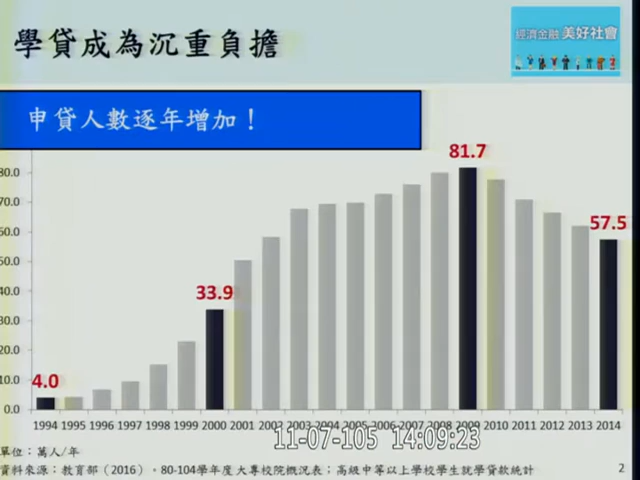 學貸成為沉重負擔
經濟金融 美好社會
申貸人數逐年增加！
81.7
80.0
70.0
60.0
57.5
50.0
40.0
33.9
30.0
20.0
10.0
4.0
0.0
1994 1995 1996 1997 1998 1999 2000 2001 2002 2003 2004 2005 2006 2007 2008 2009 2010 2011 2012 2013 2014
11-07-105 14:09:23
單位：萬人/年
資料來源：教育部（2016），80-104學年度大專校院概況表；高級中等以上學校學生就學貸款統計
2